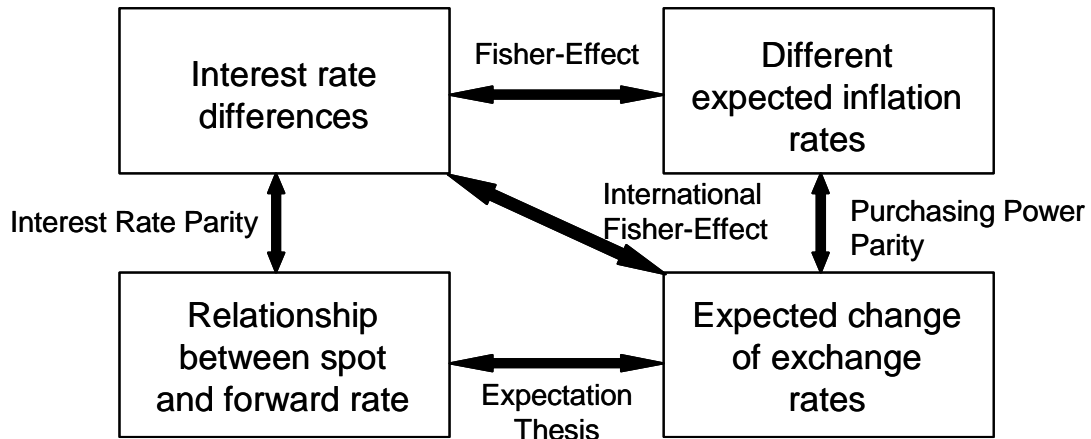 Interest rate
differences
Fisher-Effect
Different
expected inflation
rates
Interest Rate Parity
International
Fisher-Effect
Purchasing Power
Parity
Relationship
between spot
and forward rate
Expectation
Thesis
Expected change
of exchange
rates